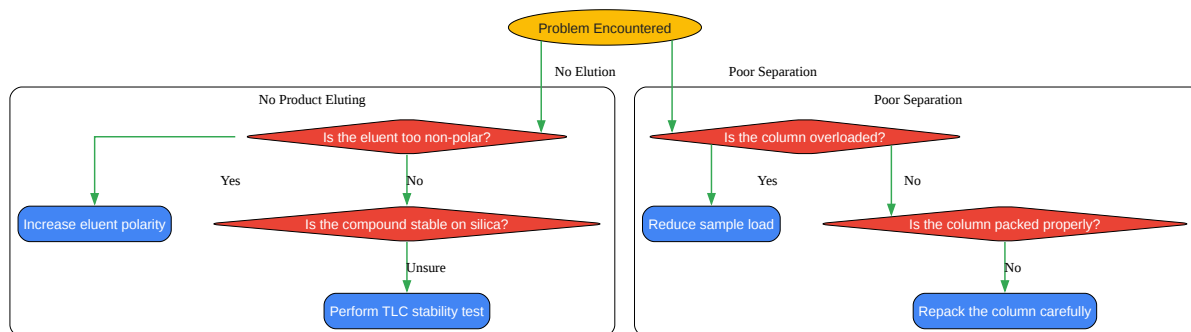 Problem Encountered
No Elution
Poor Separation
No Product Eluting
Poor Separation
Is the eluent too non-polar?
Is the column overloaded?
Yes
No
Yes
No
Increase eluent polarity
Is the compound stable on silica?
Reduce sample load
Is the column packed properly?
Unsure
No
Perform TLC stability test
Repack the column carefully